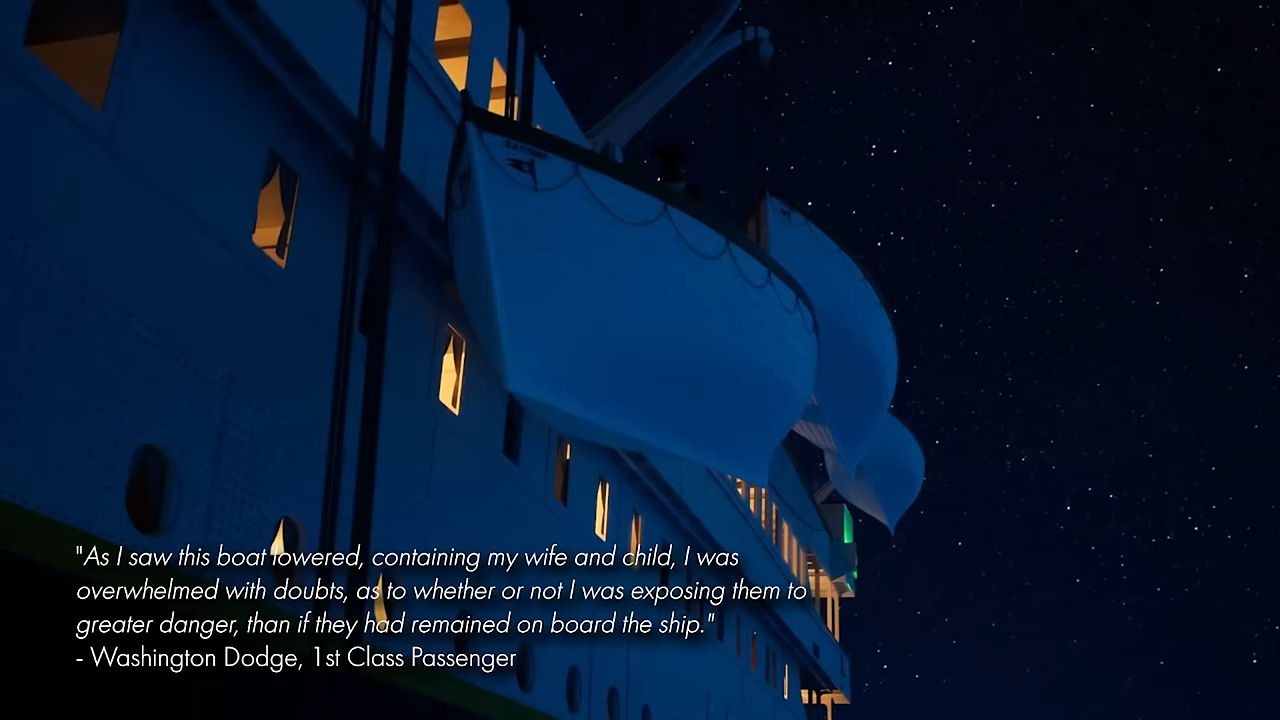 "As I saw this boat lowered, containing my wife and child, I was
overwhelmed with doubts, as to whether or not I was exposing them to
greater danger, than if they had remained on board the ship."
- Washington Dodge, 1st Class Passenger